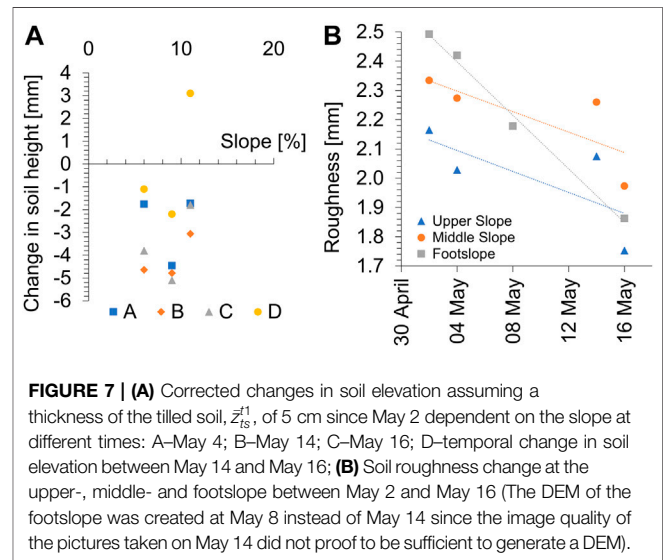 A
0 10 20
4
3
2
1
0
-1
-2
-3
-4
-5
-6
Change in soil height [mm]
Slope [%]
A B C D
B
2.5
2.4
2.3
2.2
2.1
2.0
1.9
1.8
1.7
Roughness [mm]
Upper Slope
Middle Slope
Footslope
30 April
04 May
08 May
12 May
16 May
FIGURE 7 | (A) Corrected changes in soil elevation assuming a
thickness of the tilled soil, z̄ₜₛᵗ¹, of 5 cm since May 2 dependent on the slope at
different times: A–May 4; B–May 14; C–May 16; D–temporal change in soil
elevation between May 14 and May 16; (B) Soil roughness change at the
upper-, middle- and footslope between May 2 and May 16 (The DEM of the
footslope was created at May 8 instead of May 14 since the image quality of
the pictures taken on May 14 did not proof to be sufficient to generate a DEM).